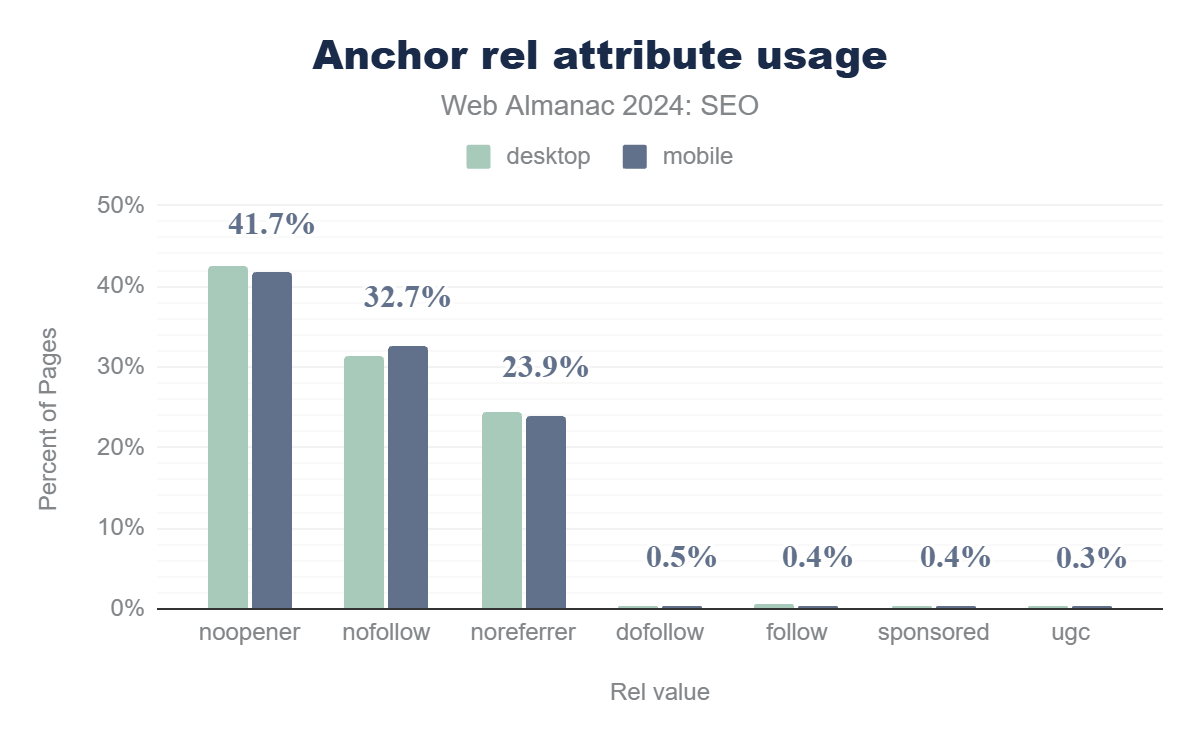 Anchor rel attribute usage
Web Almanac 2024: SEO
desktop mobile
Percent of Pages
50%
40%
30%
20%
10%
0%
41.7%
32.7%
23.9%
0.5%
0.4%
0.4%
0.3%
noopener nofollow noreferrer dofollow follow sponsored ugc
Rel value